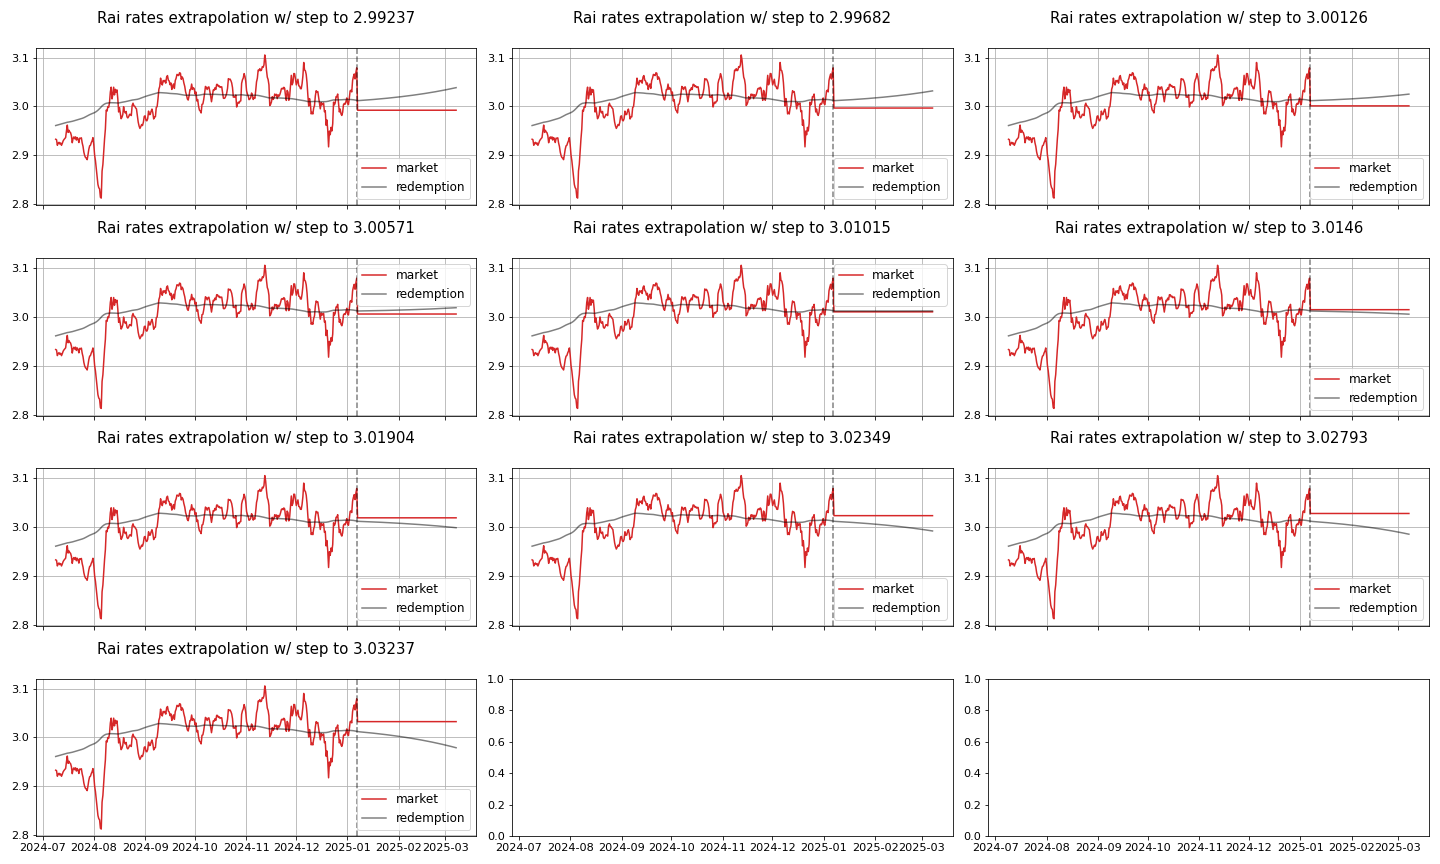 Rai rates extrapolation w/ step to 2.99237
Rai rates extrapolation w/ step to 2.99682
Rai rates extrapolation w/ step to 3.00126
3.1
3.0
2.9
2.8
market
redemption
market
redemption
3.1
3.0
2.9
2.8
market
redemption
3.1
3.0
2.9
2.8
Rai rates extrapolation w/ step to 3.00571
Rai rates extrapolation w/ step to 3.01015
Rai rates extrapolation w/ step to 3.0146
3.1
3.0
2.9
2.8
market
redemption
3.1
3.0
2.9
2.8
market
redemption
3.1
3.0
2.9
2.8
market
redemption
Rai rates extrapolation w/ step to 3.01904
Rai rates extrapolation w/ step to 3.02349
Rai rates extrapolation w/ step to 3.02793
3.1
3.0
2.9
2.8
market
redemption
3.1
3.0
2.9
2.8
market
redemption
3.1
3.0
2.9
2.8
market
redemption
Rai rates extrapolation w/ step to 3.03237
3.1
3.0
2.9
2.8
market
redemption
2024-07 2024-08 2024-09 2024-10 2024-11 2024-12 2025-01 2025-02 2025-03
1.0
0.8
0.6
0.4
0.2
0.0
2024-07 2024-08 2024-09 2024-10 2024-11 2024-12 2025-01 2025-02 2025-03
1.0
0.8
0.6
0.4
0.2
0.0
2024-07 2024-08 2024-09 2024-10 2024-11 2024-12 2025-01 2025-02 2025-03